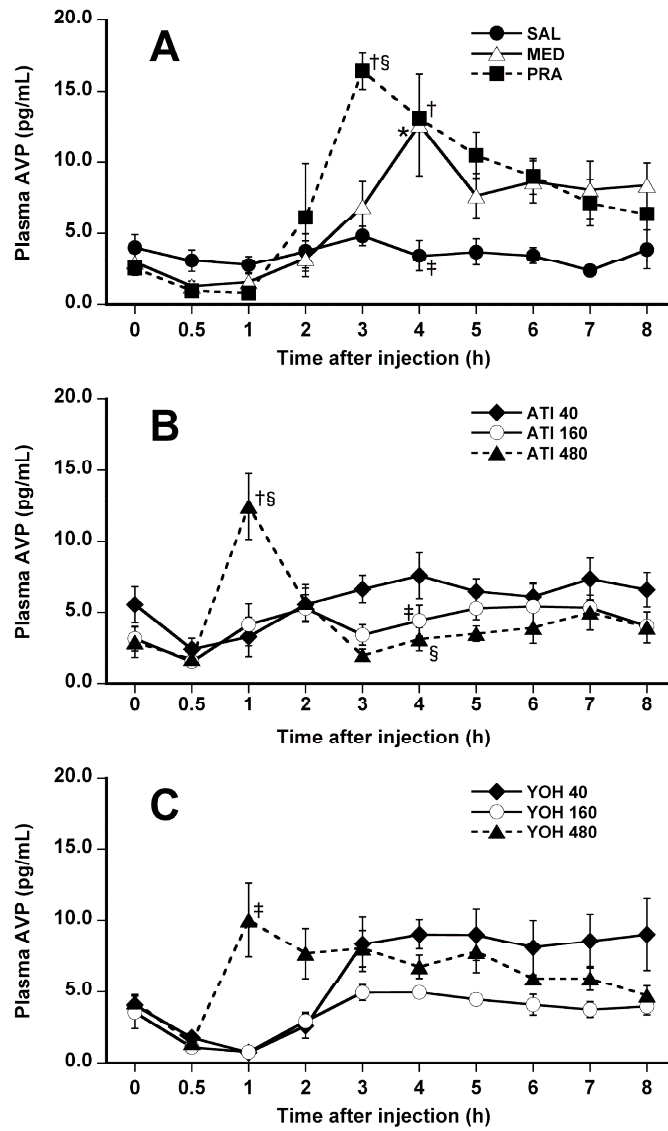 A
SAL
MED
PRA
Plasma AVP (pg/mL)
20.0
15.0
10.0
5.0
0.0
†§
†
*
‡
0 0.5 1 2 3 4 5 6 7 8
Time after injection (h)
B
ATI 40
ATI 160
ATI 480
Plasma AVP (pg/mL)
20.0
15.0
10.0
5.0
0.0
†§
‡
§
0 0.5 1 2 3 4 5 6 7 8
Time after injection (h)
C
YOH 40
YOH 160
YOH 480
Plasma AVP (pg/mL)
20.0
15.0
10.0
5.0
0.0
‡
0 0.5 1 2 3 4 5 6 7 8
Time after injection (h)